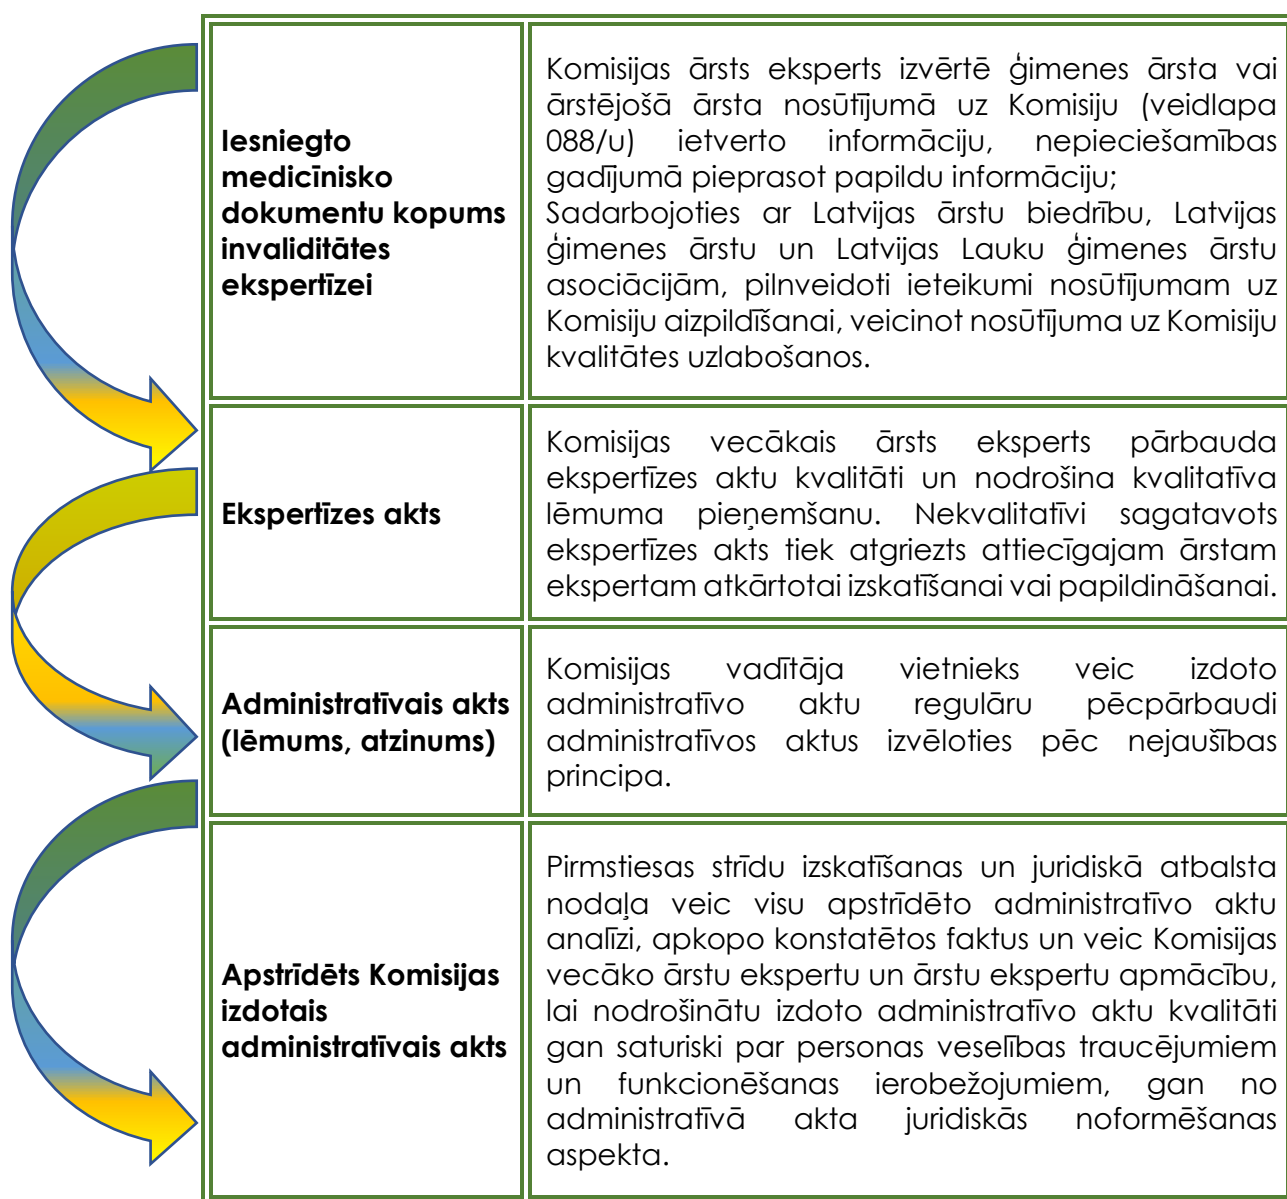 Iesniegto
medicīnisko
dokumentu kopums
invaliditātes
ekspertīzei
Komisijas ārsts eksperts izvērtē ģimenes ārsta vai
ārstējošā ārsta nosūtījumā uz Komisiju (veidlapa
088/u) ietverto informāciju, nepieciešamības
gadījumā pieprasot papildu informāciju;
Sadarbojoties ar Latvijas ārstu biedrību, Latvijas
ģimenes ārstu un Latvijas Lauku ģimenes ārstu
asociācijām, pilnveidoti ieteikumi nosūtījumam uz
Komisiju aizpildīšanai, veicinot nosūtījuma uz Komisiju
kvalitātes uzlabošanos.
Ekspertīzes akts
Komisijas vecākais ārsts eksperts pārbauda
ekspertīzes aktu kvalitāti un nodrošina kvalitatīva
lēmuma pieņemšanu. Nekvalitatīvi sagatavots
ekspertīzes akts tiek atgriezts attiecīgajam ārstam
ekspertam atkārtotai izskatīšanai vai papildināšanai.
Administratīvais akts
(lēmums, atzinums)
Komisijas vadītāja vietnieks veic izdoto
administratīvo aktu regulāru pēcpārbaudi
administratīvos aktus izvēloties pēc nejaušības
principa.
Apstrīdēts Komisijas
izdotais
administratīvais akts
Pirmstiesas strīdu izskatīšanas un juridiskā atbalsta
nodaļa veic visu apstrīdēto administratīvo aktu
analīzi, apkopo konstatētos faktus un veic Komisijas
vecāko ārstu ekspertu un ārstu ekspertu apmācību,
lai nodrošinātu izdoto administratīvo aktu kvalitāti
gan saturiski par personas veselības traucējumiem
un funkcionēšanas ierobežojumiem, gan no
administratīvā akta juridiskās noformēšanas
aspekta.